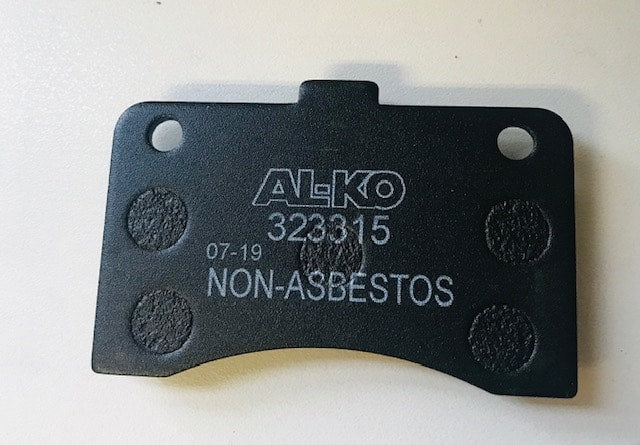 AL-KO
323315
07-19
NON-ASBESTOS